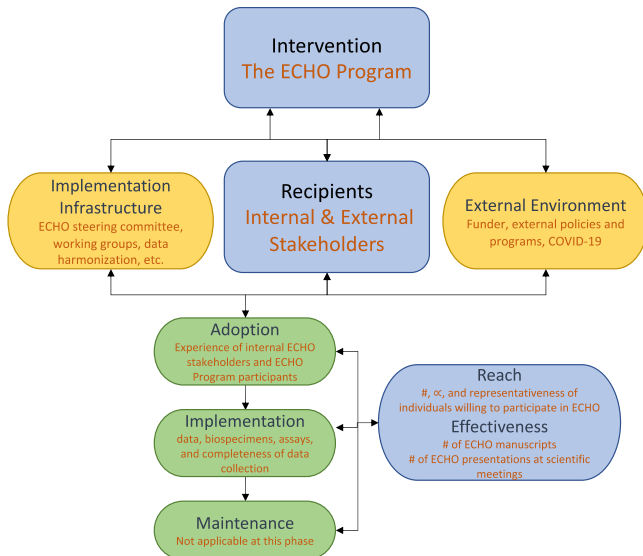 Intervention
The ECHO Program
Implementation
Infrastructure
ECHO steering committee,
working groups, data
harmonization, etc.
Recipients
Internal & External
Stakeholders
External Environment
Funder, external policies and
programs, COVID-19
Adoption
Experience of internal ECHO
stakeholders and ECHO
Program participants
Implementation
data, biospecimens, assays,
and completeness of data
collection
Maintenance
Not applicable at this phase
Reach
#, ∝, and representativeness of
individuals willing to participate in ECHO
Effectiveness
# of ECHO manuscripts
# of ECHO presentations at scientific
meetings